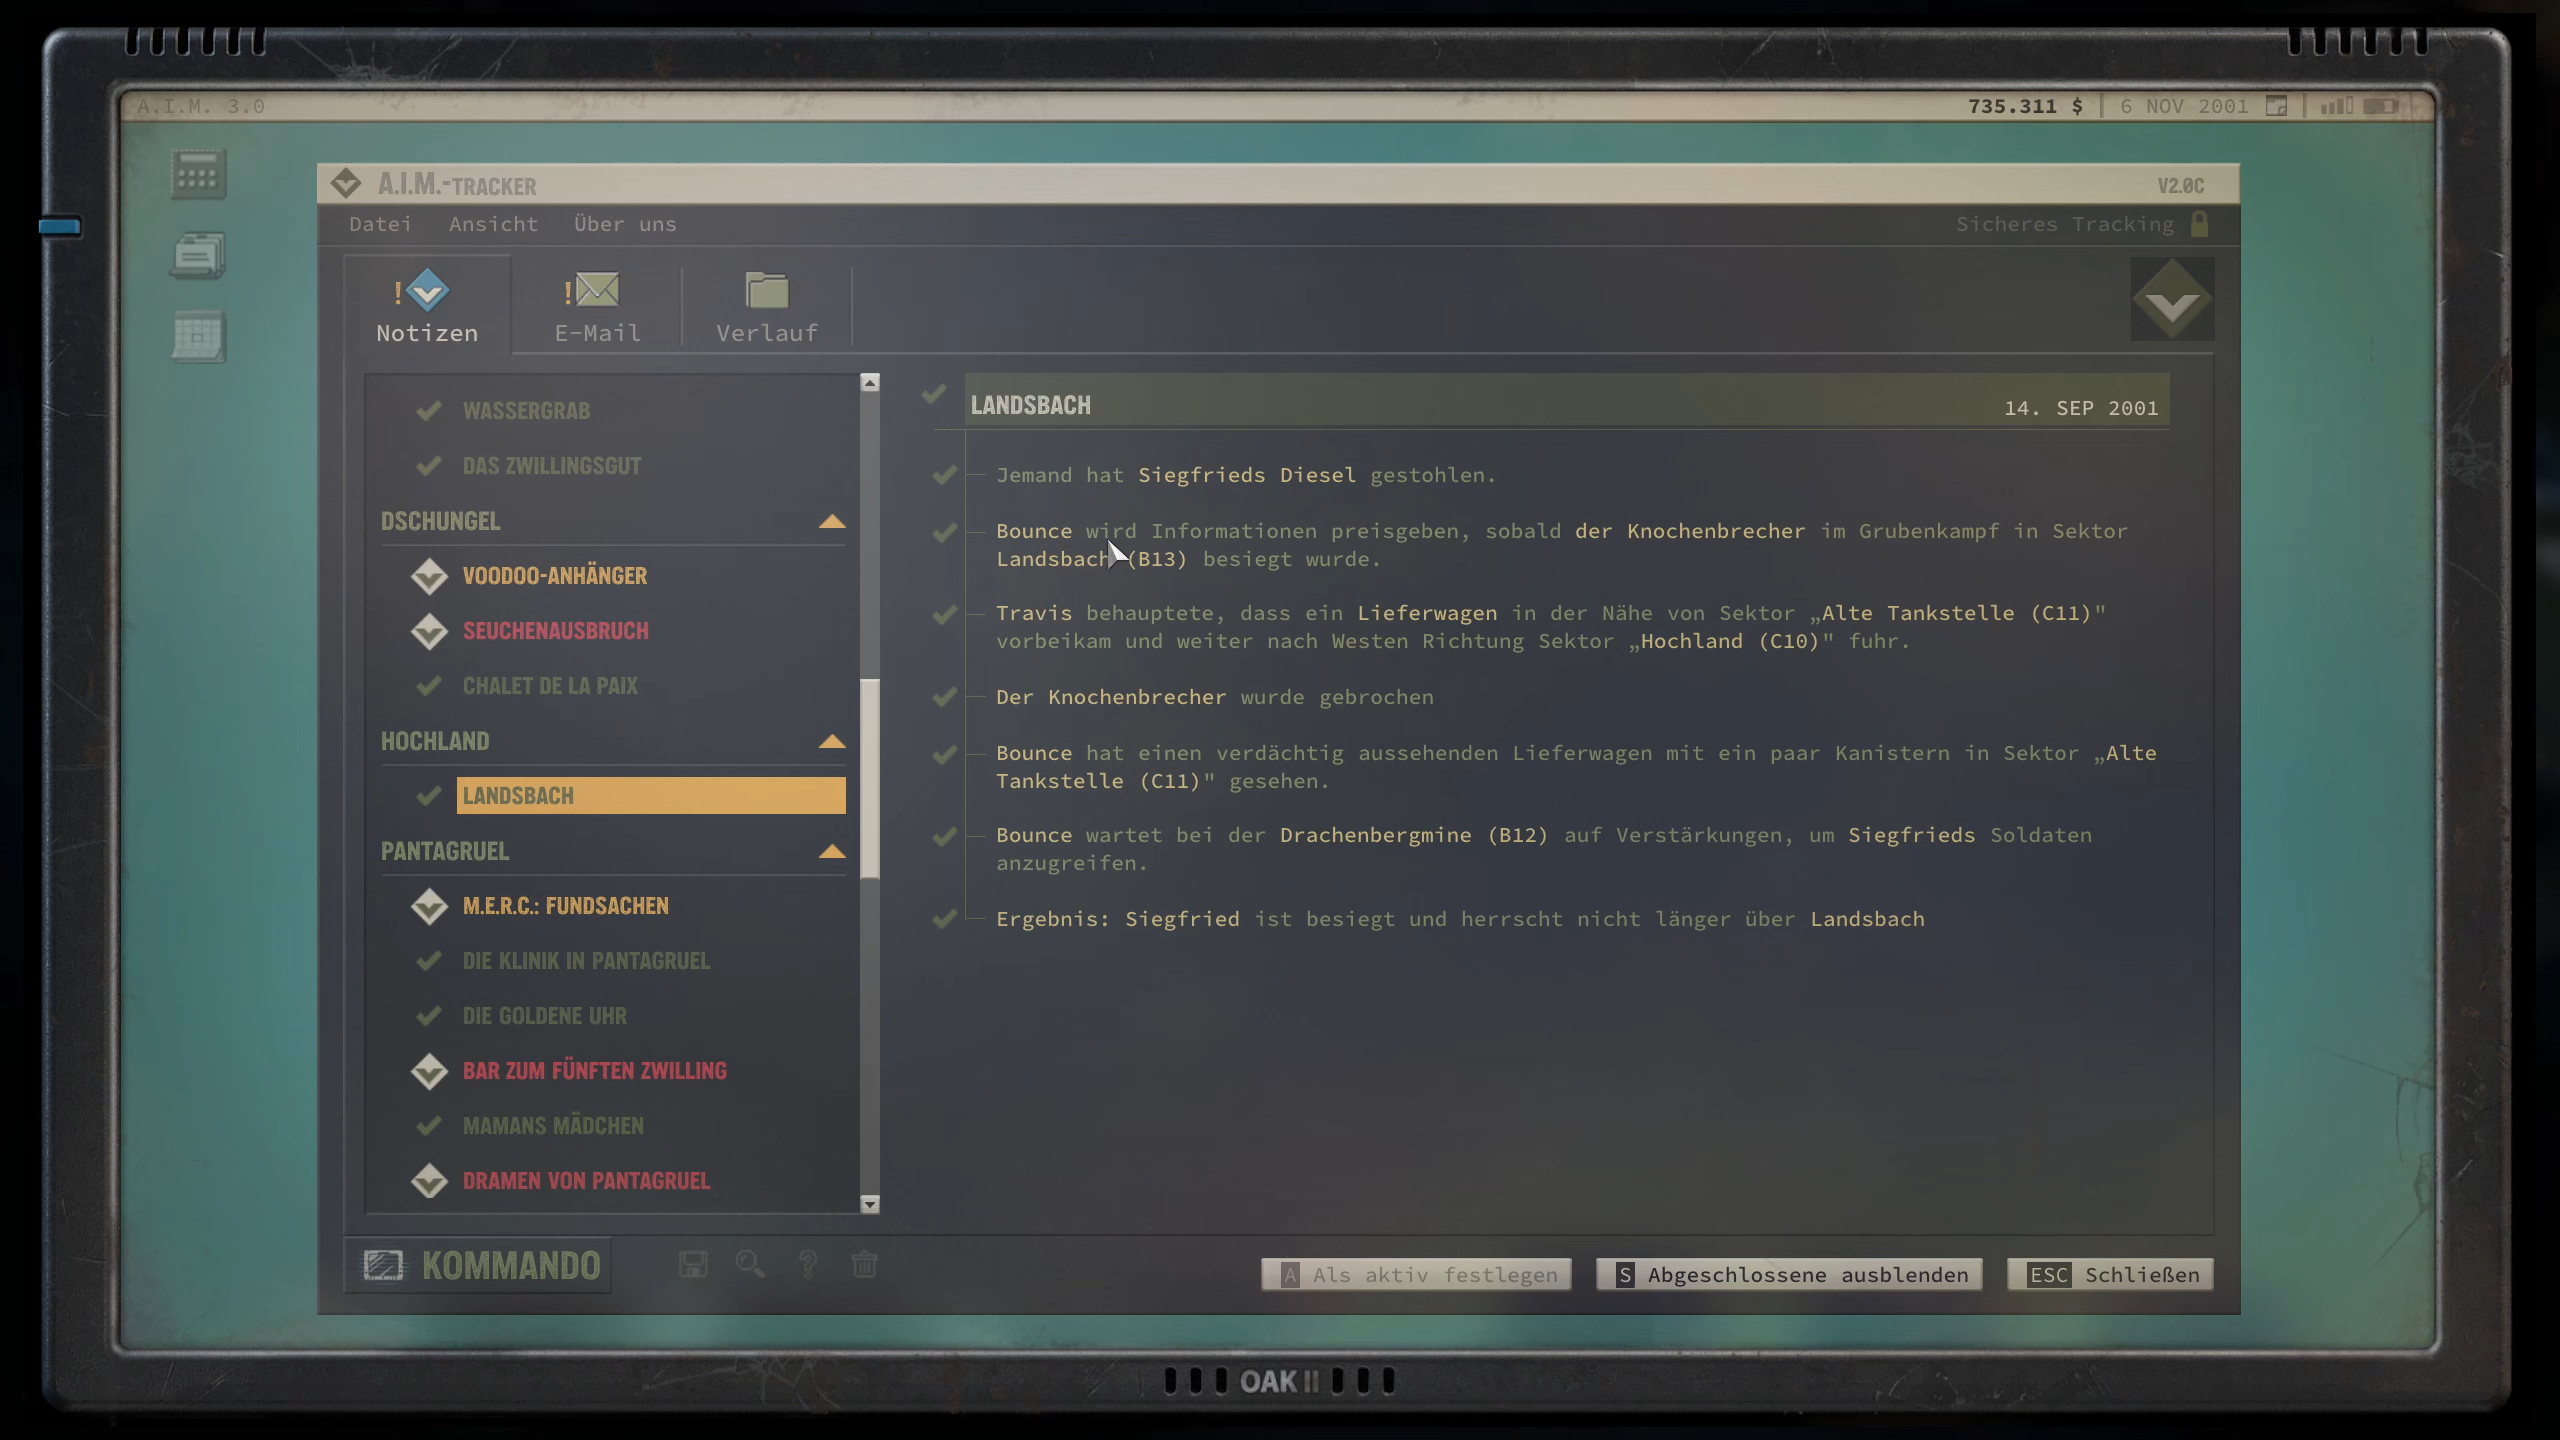 A.I.M. 3.0
735.311 $ | 6 NOV 2001
A.I.M.-TRACKER
V2.0C
Datei Ansicht Über uns
Sicheres Tracking
! Notizen
! E-Mail
Verlauf
WASSERGRAB
DAS ZWILLINGSGUT
DSCHUNGEL
VOODOO-ANHÄNGER
SEUCHENAUSBRUCH
CHALET DE LA PAIX
HOCHLAND
LANDSBACH
PANTAGRUEL
M.E.R.C.: FUNDSACHEN
DIE KLINIK IN PANTAGRUEL
DIE GOLDENE UHR
BAR ZUM FÜNFTEN ZWILLING
MAMANS MÄDCHEN
DRAMEN VON PANTAGRUEL
LANDSBACH
14. SEP 2001
Jemand hat Siegfrieds Diesel gestohlen.
Bounce wird Informationen preisgeben, sobald der Knochenbrecher im Grubenkampf in Sektor
Landsbach (B13) besiegt wurde.
Travis behauptete, dass ein Lieferwagen in der Nähe von Sektor „Alte Tankstelle (C11)"
vorbeikam und weiter nach Westen Richtung Sektor „Hochland (C10)" fuhr.
Der Knochenbrecher wurde gebrochen
Bounce hat einen verdächtig aussehenden Lieferwagen mit ein paar Kanistern in Sektor „Alte
Tankstelle (C11)" gesehen.
Bounce wartet bei der Drachenbergmine (B12) auf Verstärkungen, um Siegfrieds Soldaten
anzugreifen.
Ergebnis: Siegfried ist besiegt und herrscht nicht länger über Landsbach
KOMMANDO
?
A Als aktiv festlegen
S Abgeschlossene ausblenden
ESC Schließen
OAK II